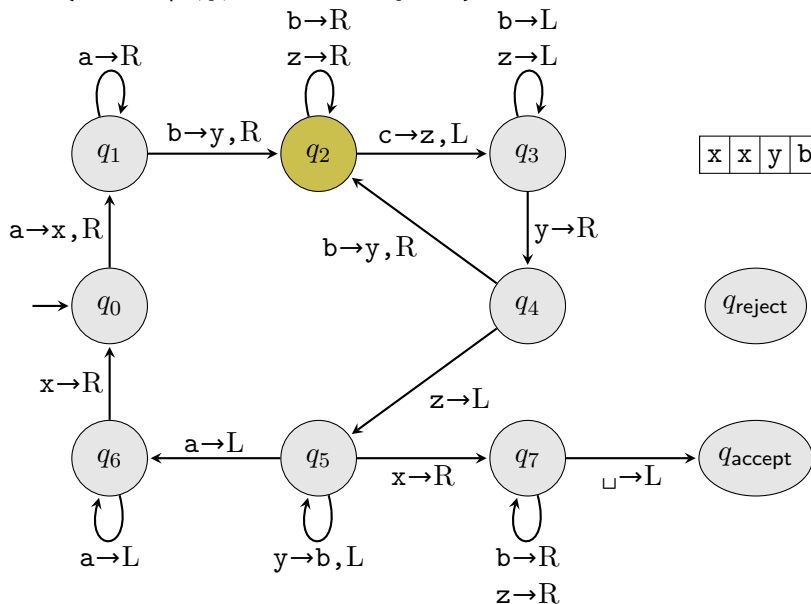 b→R b→L
a→R z→R z→L
q1 b→y,R q2 c→z,L q3 x x y b
a→x,R b→y,R y→R
q0 q4 qreject
x→R z→L
q6 a→L q5 x→R q7 ␣→L qaccept
a→L y→b,L b→R
z→R